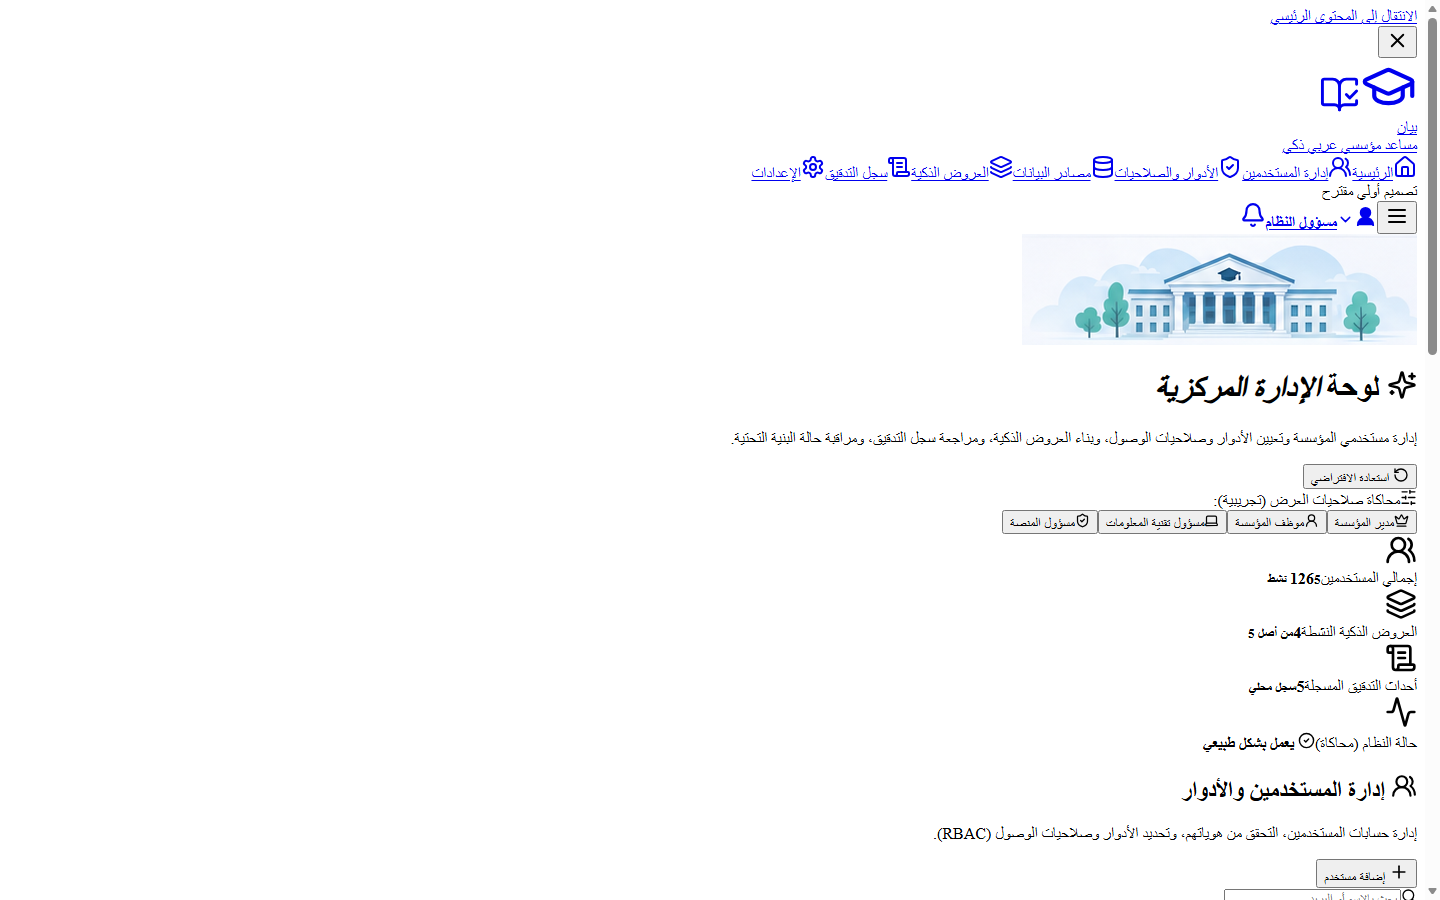 الانتقال إلى المحتوى الرئيسي
بيان
مساعد مؤسسي عربي ذكي
الرئيسية إدارة المستخدمين الأدوار والصلاحيات مصادر البيانات العروض الذكية سجل التدقيق الإعدادات
تصميم أولي مقترح
مسؤول النظام
لوحة الإدارة المركزية
إدارة مستخدمي المؤسسة وتعيين الأدوار وصلاحيات الوصول، وبناء العروض الذكية، ومراجعة سجل التدقيق، ومراقبة حالة البنية التحتية.
استعادة الافتراضي
محاكاة صلاحيات العرض (تجريبية):
مدير المؤسسة موظف المؤسسة مسؤول تقنية المعلومات مسؤول المنصة
إجمالي المستخدمين1265 نشط
العروض الذكية النشطة4من أصل 5
أحداث التدقيق المسجلة5سجل محلي
حالة النظام (محاكاة) يعمل بشكل طبيعي
إدارة المستخدمين والأدوار
إدارة حسابات المستخدمين، التحقق من هوياتهم، وتحديد الأدوار وصلاحيات الوصول (RBAC).
إضافة مستخدم